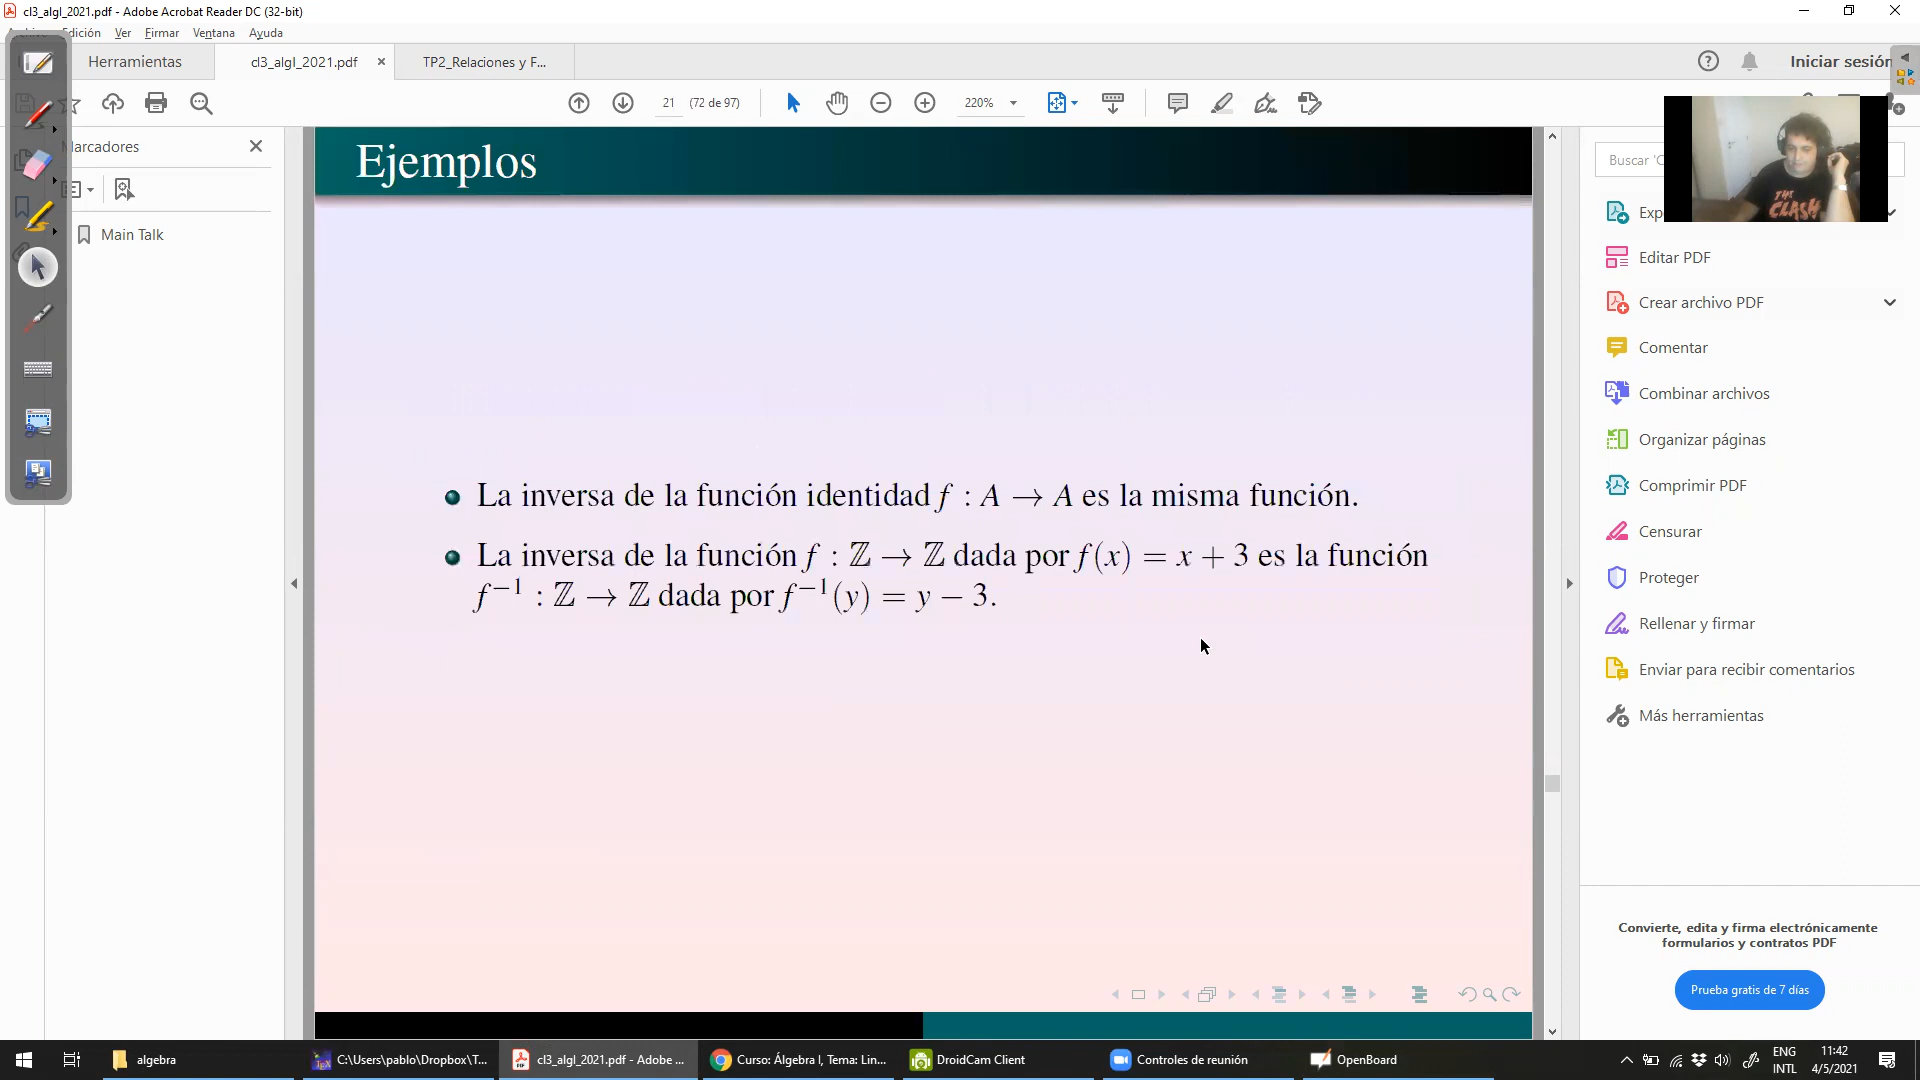 cl3_algI_2021.pdf - Adobe Acrobat Reader DC (32-bit)
Edición Ver Firmar Ventana Ayuda
Herramientas cl3_algI_2021.pdf TP2_Relaciones y F... Iniciar sesión
21 (72 de 97) 220%
Marcadores
Main Talk
Ejemplos
La inversa de la función identidad f : A → A es la misma función.
La inversa de la función f : ℤ → ℤ dada por f(x) = x + 3 es la función
f⁻¹ : ℤ → ℤ dada por f⁻¹(y) = y − 3.
Buscar
Editar PDF
Crear archivo PDF
Comentar
Combinar archivos
Organizar páginas
Comprimir PDF
Censurar
Proteger
Rellenar y firmar
Enviar para recibir comentarios
Más herramientas
Convierte, edita y firma electrónicamente
formularios y contratos PDF
Prueba gratis de 7 días
THE
CLASH
algebra C:\Users\pablo\Dropbox\T... cl3_algI_2021.pdf - Adobe ... Curso: Álgebra I, Tema: Lin... DroidCam Client Controles de reunión OpenBoard
ENG
INTL
11:42
4/5/2021